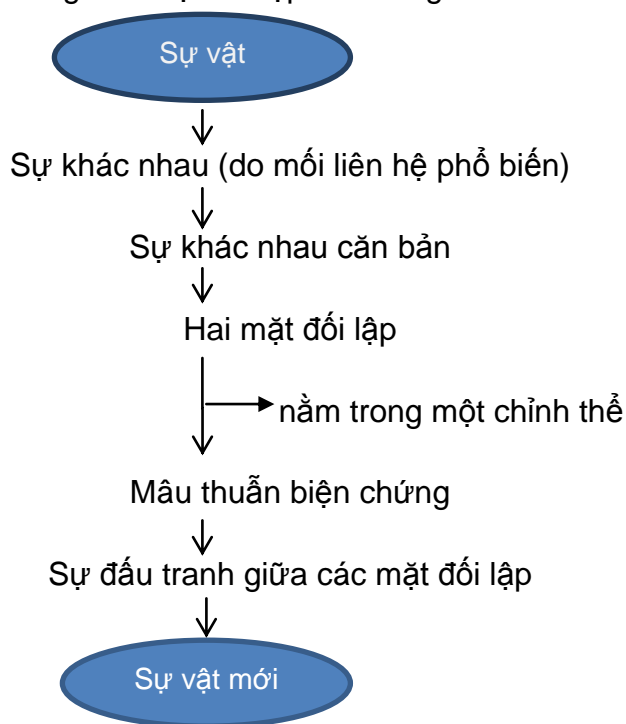 Sự vật
Sự khác nhau (do mối liên hệ phổ biến)
Sự khác nhau căn bản
Hai mặt đối lập
nằm trong một chỉnh thể
Mâu thuẫn biện chứng
Sự đấu tranh giữa các mặt đối lập
Sự vật mới